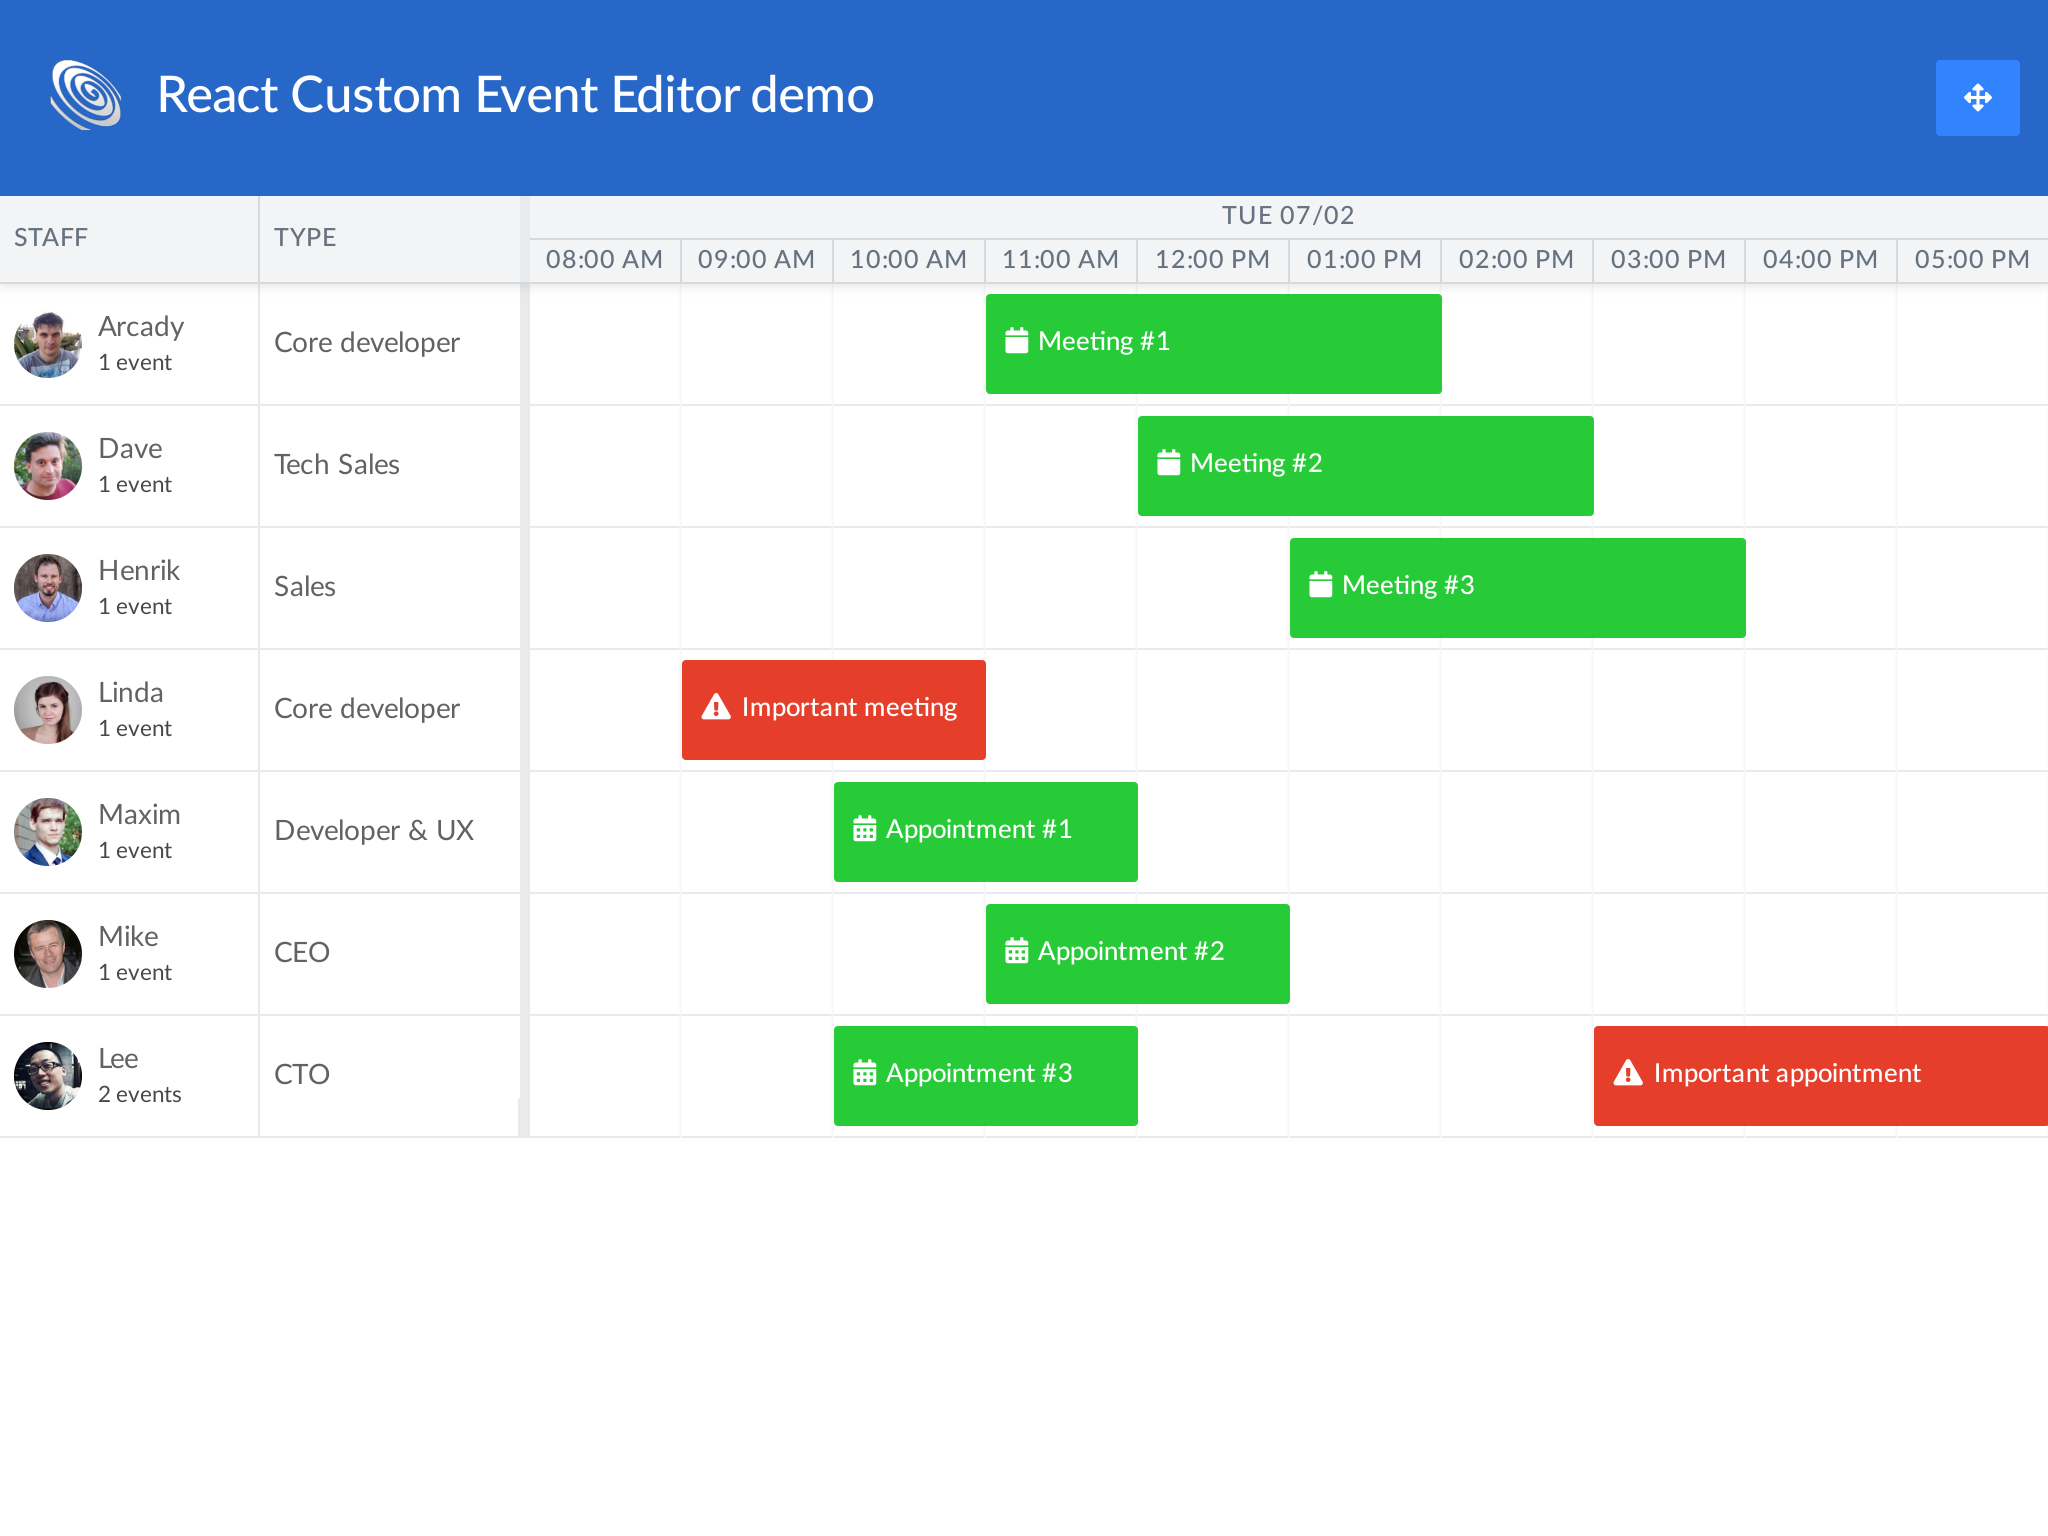 React Custom Event Editor demo
STAFF
TYPE
TUE 07/02
08:00 AM 09:00 AM 10:00 AM 11:00 AM 12:00 PM 01:00 PM 02:00 PM 03:00 PM 04:00 PM 05:00 PM
Arcady
1 event
Core developer
Meeting #1
Dave
1 event
Tech Sales
Meeting #2
Henrik
1 event
Sales
Meeting #3
Linda
1 event
Core developer
Important meeting
Maxim
1 event
Developer & UX
Appointment #1
Mike
1 event
CEO
Appointment #2
Lee
2 events
CTO
Appointment #3
Important appointment